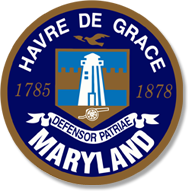 HAVRE DE GRACE
1785 1878
DEFENSOR PATRIAE
MARYLAND